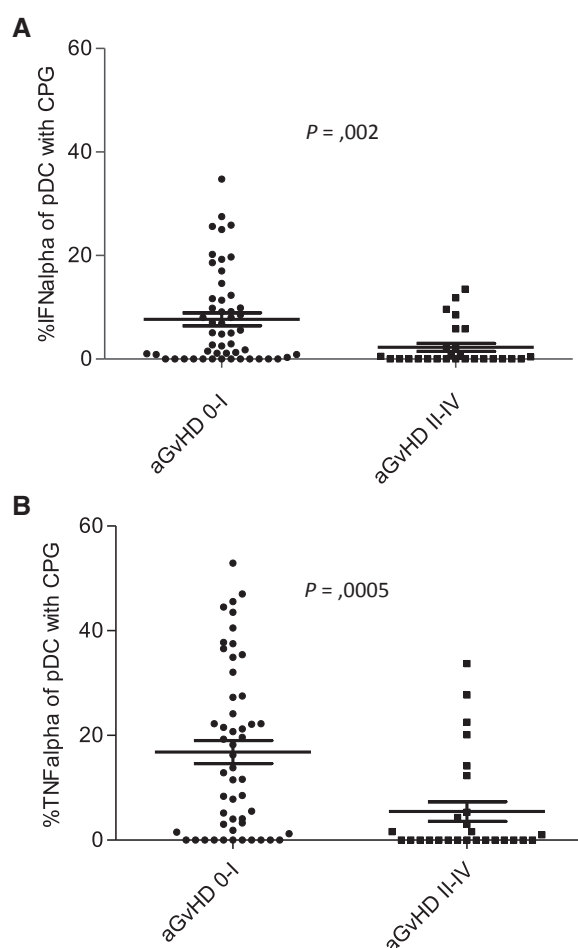 A
60
40
20
0
%IFNalpha of pDC with CPG
P = ,002
aGvHD 0-I
aGvHD II-IV
B
60
40
20
0
%TNFalpha of pDC with CPG
P = ,0005
aGvHD 0-I
aGvHD II-IV